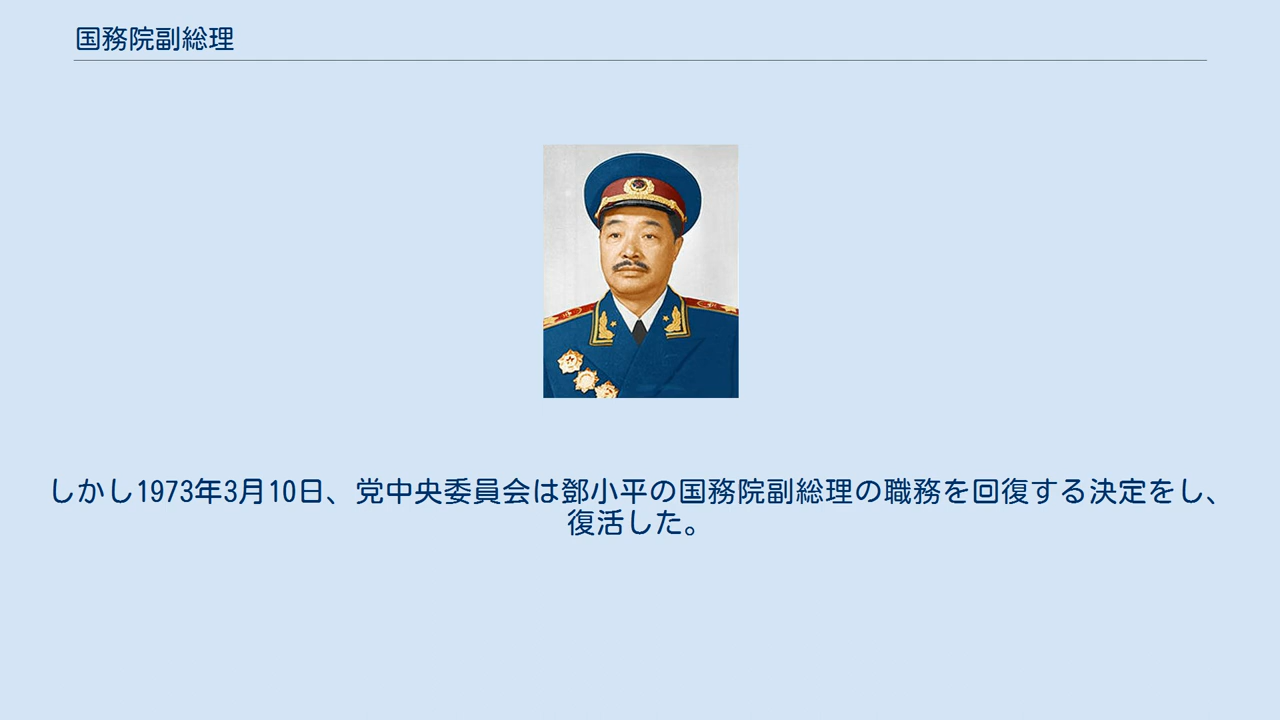 国務院副総理
しかし1973年3月10日、党中央委員会は鄧小平の国務院副総理の職務を回復する決定をし、
復活した。